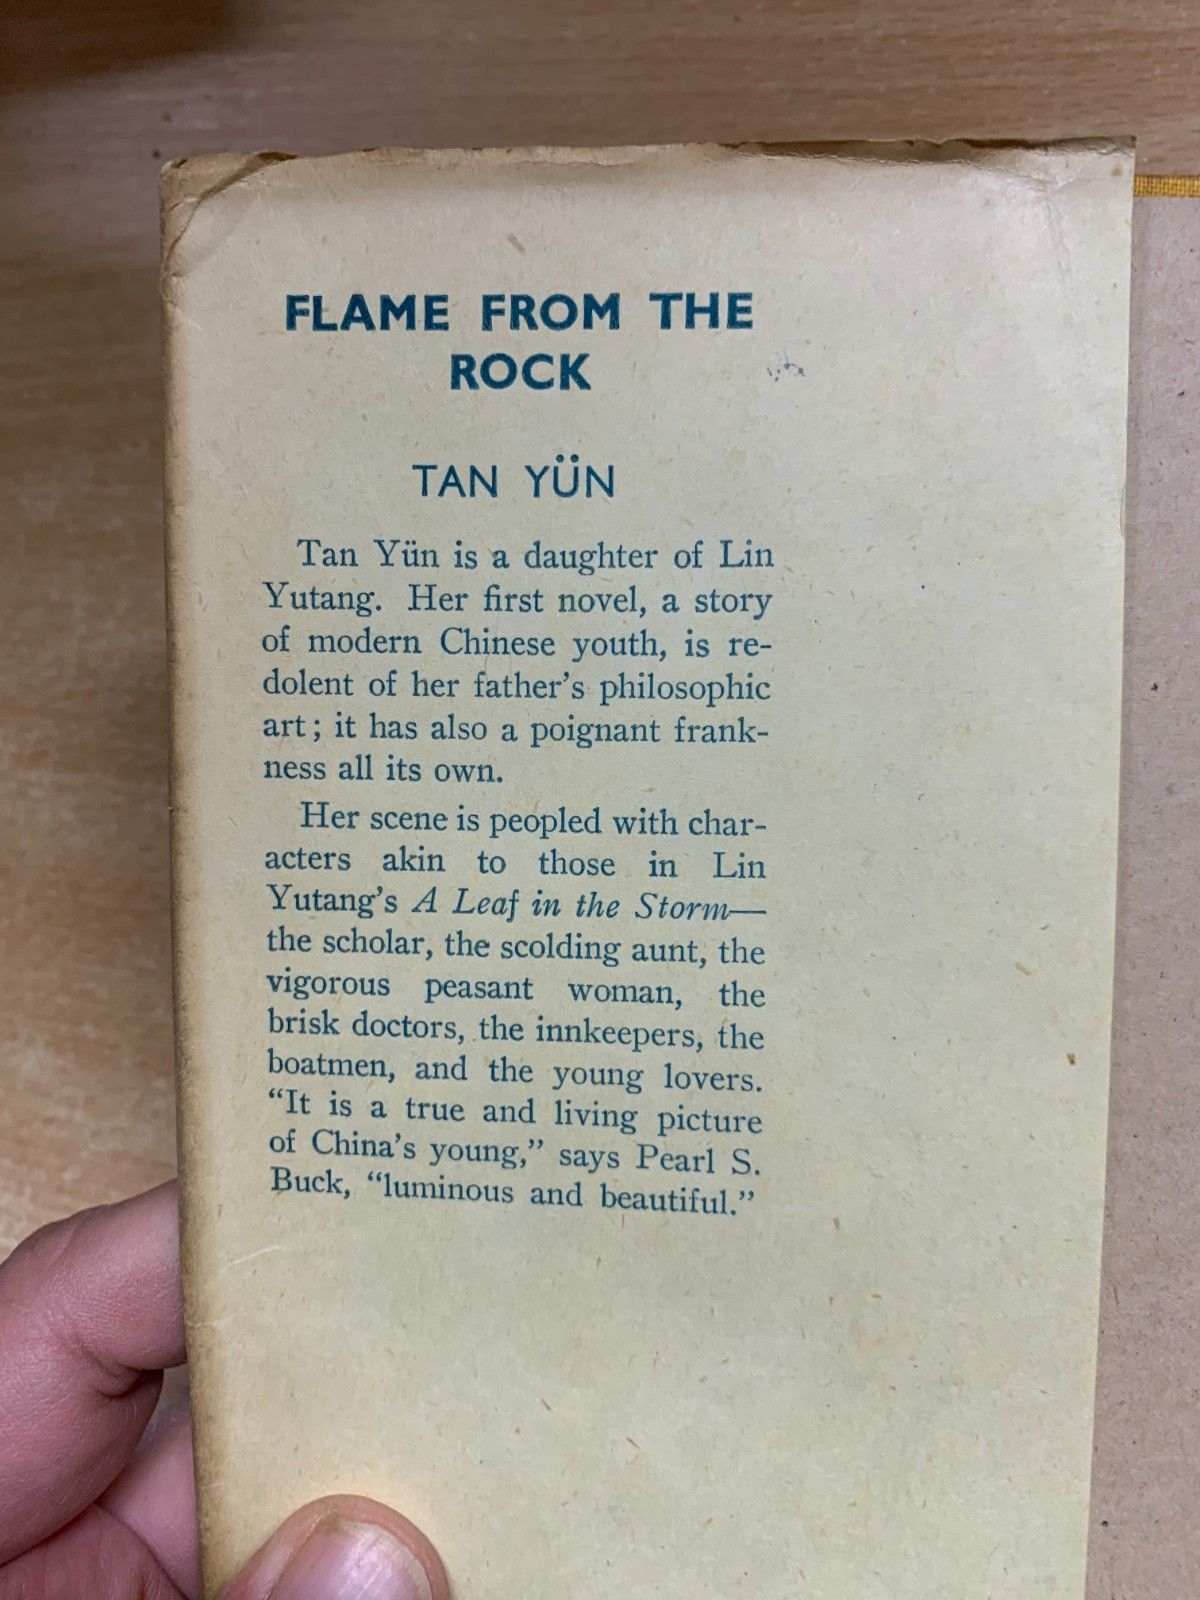 FLAME FROM THE
ROCK
TAN YÜN
Tan Yün is a daughter of Lin
Yutang. Her first novel, a story
of modern Chinese youth, is re-
dolent of her father's philosophic
art; it has also a poignant frank-
ness all its own.
Her scene is peopled with char-
acters akin to those in Lin
Yutang's A Leaf in the Storm—
the scholar, the scolding aunt, the
vigorous peasant woman, the
brisk doctors, the innkeepers, the
boatmen, and the young lovers.
"It is a true and living picture
of China's young," says Pearl S.
Buck, "luminous and beautiful."